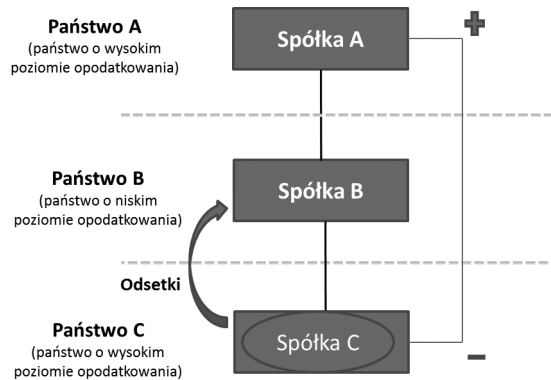 Państwo A
(państwo o wysokim
poziomie opodatkowania)
Spółka A
+
Państwo B
(państwo o niskim
poziomie opodatkowania)
Spółka B
Odsetki
Państwo C
(państwo o wysokim
poziomie opodatkowania)
Spółka C
–